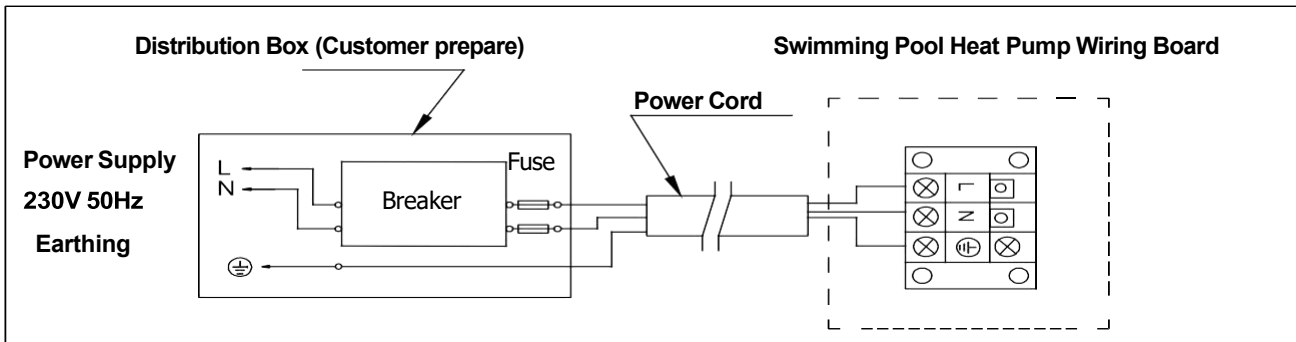 Distribution Box (Customer prepare)
Swimming Pool Heat Pump Wiring Board
Power Cord
Power Supply
230V 50Hz
Earthing
L
N
Fuse
Breaker
L
N